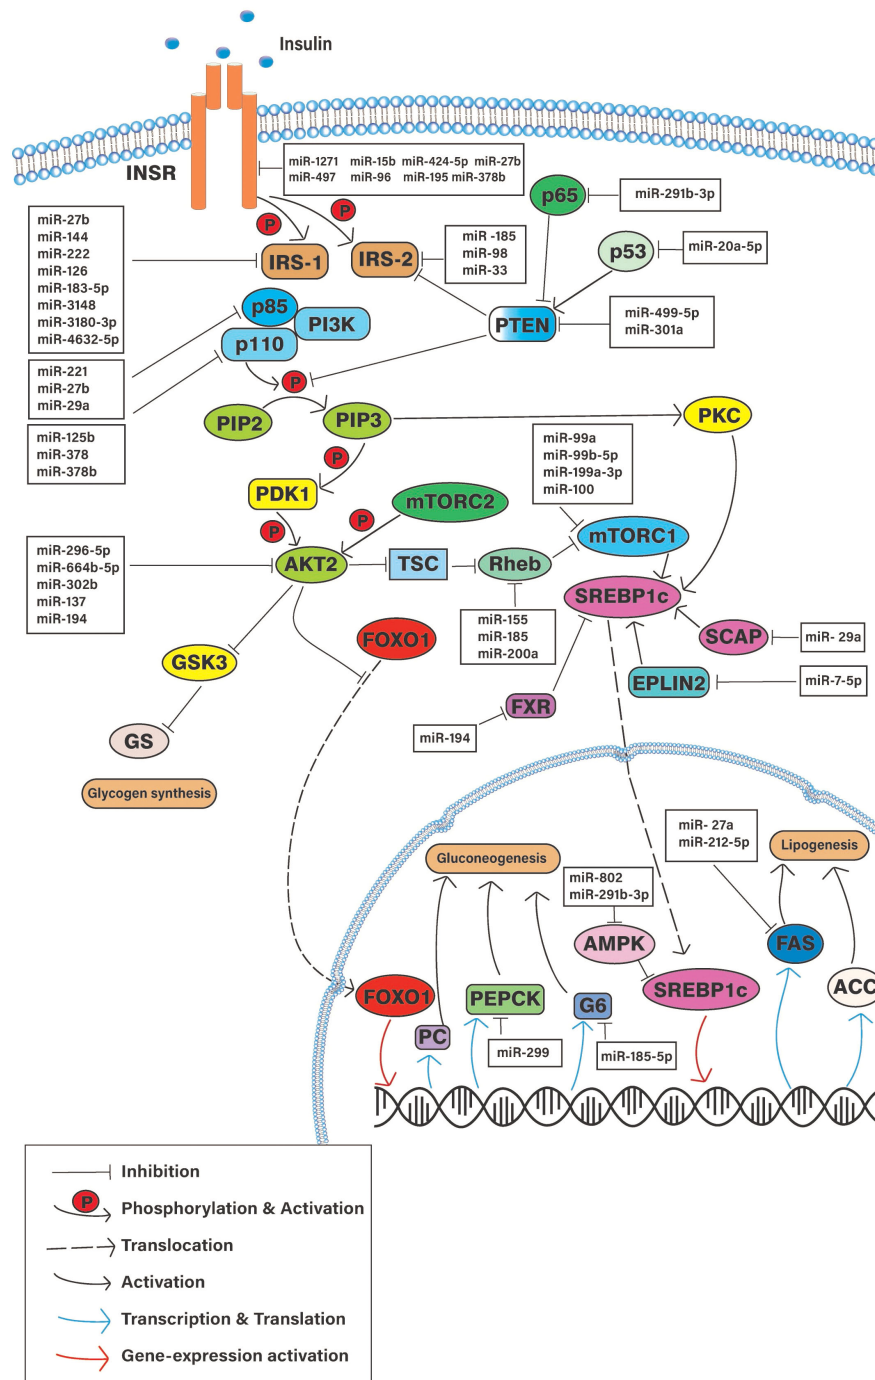 Insulin
INSR
miR-1271 miR-15b miR-424-5p miR-27b
miR-497 miR-96 miR-195 miR-378b
p65
miR-291b-3p
miR-27b
miR-144
miR-222
miR-126
miR-183-5p
miR-3148
miR-3180-3p
miR-4632-5p
P
P
IRS-1
IRS-2
miR -185
miR-98
miR-33
p53
miR-20a-5p
p85
PI3K
p110
PTEN
miR-499-5p
miR-301a
miR-221
miR-27b
miR-29a
P
PIP2
PIP3
PKC
miR-125b
miR-378
miR-378b
P
miR-99a
miR-99b-5p
miR-199a-3p
miR-100
PDK1
mTORC2
P
P
mTORC1
miR-296-5p
miR-664b-5p
miR-302b
miR-137
miR-194
AKT2
TSC
Rheb
SREBP1c
miR-155
miR-185
miR-200a
FOXO1
SCAP
miR- 29a
GSK3
EPLIN2
miR-7-5p
FXR
miR-194
GS
Glycogen synthesis
Gluconeogenesis
miR- 27a
miR-212-5p
Lipogenesis
miR-802
miR-291b-3p
AMPK
FAS
FOXO1
PEPCK
G6
SREBP1c
ACC
PC
miR-299
miR-185-5p
Inhibition
P
Phosphorylation & Activation
Translocation
Activation
Transcription & Translation
Gene-expression activation